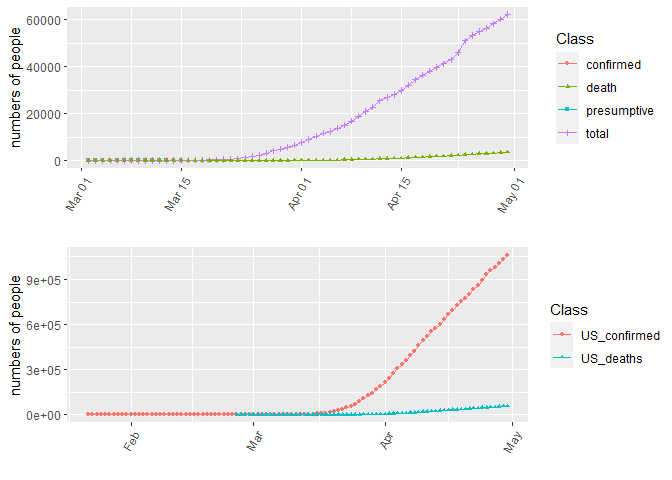 numbers of people
60000
40000
20000
0
Mar 01
Mar 15
Apr 01
Apr 15
May 01
Class
confirmed
death
presumptive
total
numbers of people
9e+05
6e+05
3e+05
0e+00
Feb
Mar
Apr
May
Class
US_confirmed
US_deaths